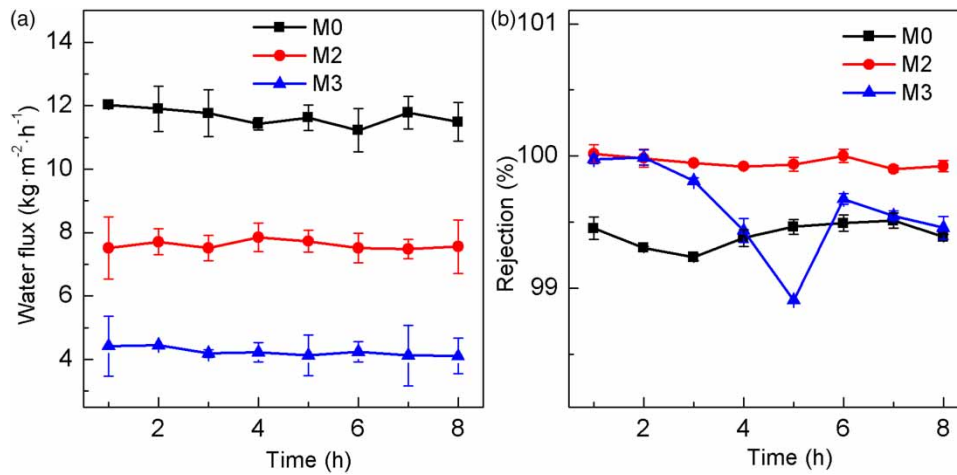 (a)
M0
M2
M3
Water flux (kg·m⁻²·h⁻¹)
14
12
10
8
6
4
2 4 6 8
Time (h)
(b)
M0
M2
M3
Rejection (%)
101
100
99
2 4 6 8
Time (h)